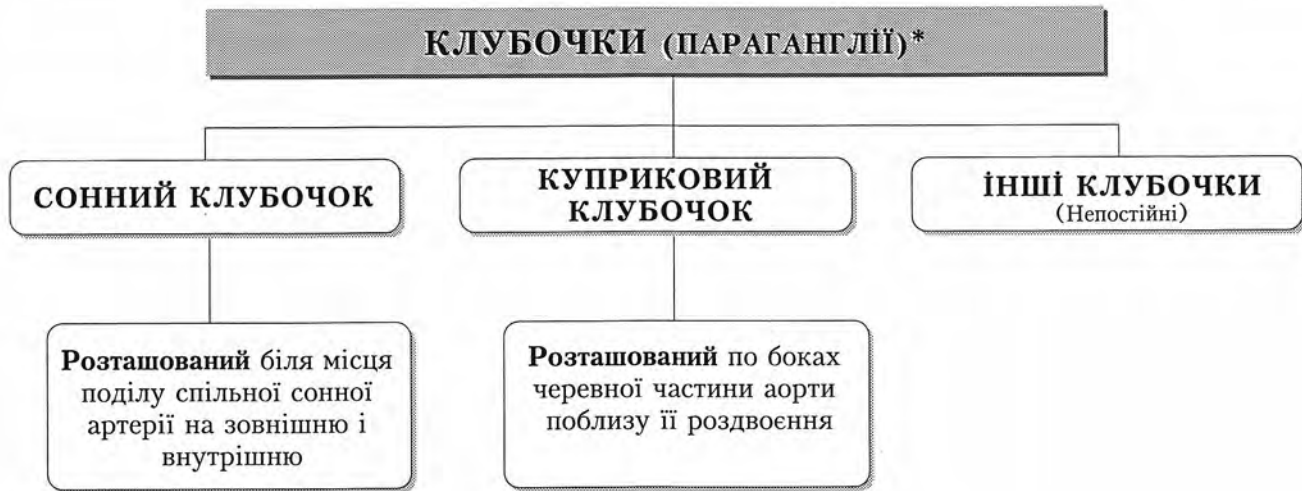 КЛУБОЧКИ (ПАРАГАНГЛІЇ)*
СОННИЙ КЛУБОЧОК
КУПРИКОВИЙ
КЛУБОЧОК
ІНШІ КЛУБОЧКИ
(Непостійні)
Розташований біля місця
поділу спільної сонної
артерії на зовнішню і
внутрішню
Розташований по боках
черевної частини аорти
поблизу її роздвоєння